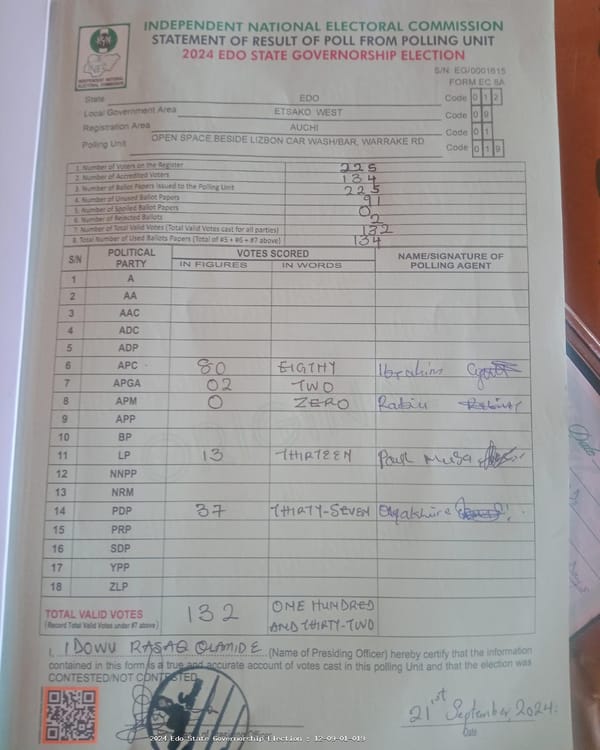 INDEPENDENT NATIONAL ELECTORAL COMMISSION
STATEMENT OF RESULT OF POLL FROM POLLING UNIT
2024 EDO STATE GOVERNORSHIP ELECTION
INDEPENDENT NATIONAL ELECTORAL COMMISSION
S/N: EG/0001615
FORM EC 8A
State EDO Code 0 1 2
Local Government Area ETSAKO WEST Code 0 9
Registration Area AUCHI Code 0 1
Polling Unit OPEN SPACE BESIDE LIZBON CAR WASH/BAR, WARRAKE RD Code 0 1 9
1. Number of Voters on the Register 225
2. Number of Accredited Voters 134
3. Number of Ballot Papers issued to the Polling Unit 225
4. Number of Unused Ballot Papers 91
5. Number of Spoiled Ballot Papers 0
6. Number of Rejected Ballots 2
7. Number of Total Valid Votes (Total Valid Votes cast for all parties) 132
8. Total Number of Used Ballots Papers (Total of #5 + #6 + #7 above) 134
S/N POLITICAL PARTY VOTES SCORED NAME/SIGNATURE OF POLLING AGENT
IN FIGURES IN WORDS
1 A
2 AA
3 AAC
4 ADC
5 ADP
6 APC 80 EIGTHY
7 APGA 02 TWO
8 APM 0 ZERO Rabiu
9 APP
10 BP
11 LP 13 THIRTEEN Paul Musa
12 NNPP
13 NRM
14 PDP 37 THIRTY-SEVEN
15 PRP
16 SDP
17 YPP
18 ZLP
TOTAL VALID VOTES 132 ONE HUNDRED
(Record Total Valid Votes under #7 above) AND THIRTY-TWO
I, IDOWU RASAQ OLAMIDE (Name of Presiding Officer) hereby certify that the information
contained in this form is a true and accurate account of votes cast in this polling Unit and that the election was
CONTESTED/NOT CONTESTED
21st September 2024.
Date
2024 Edo State Governorship Election : 12-09-01-019